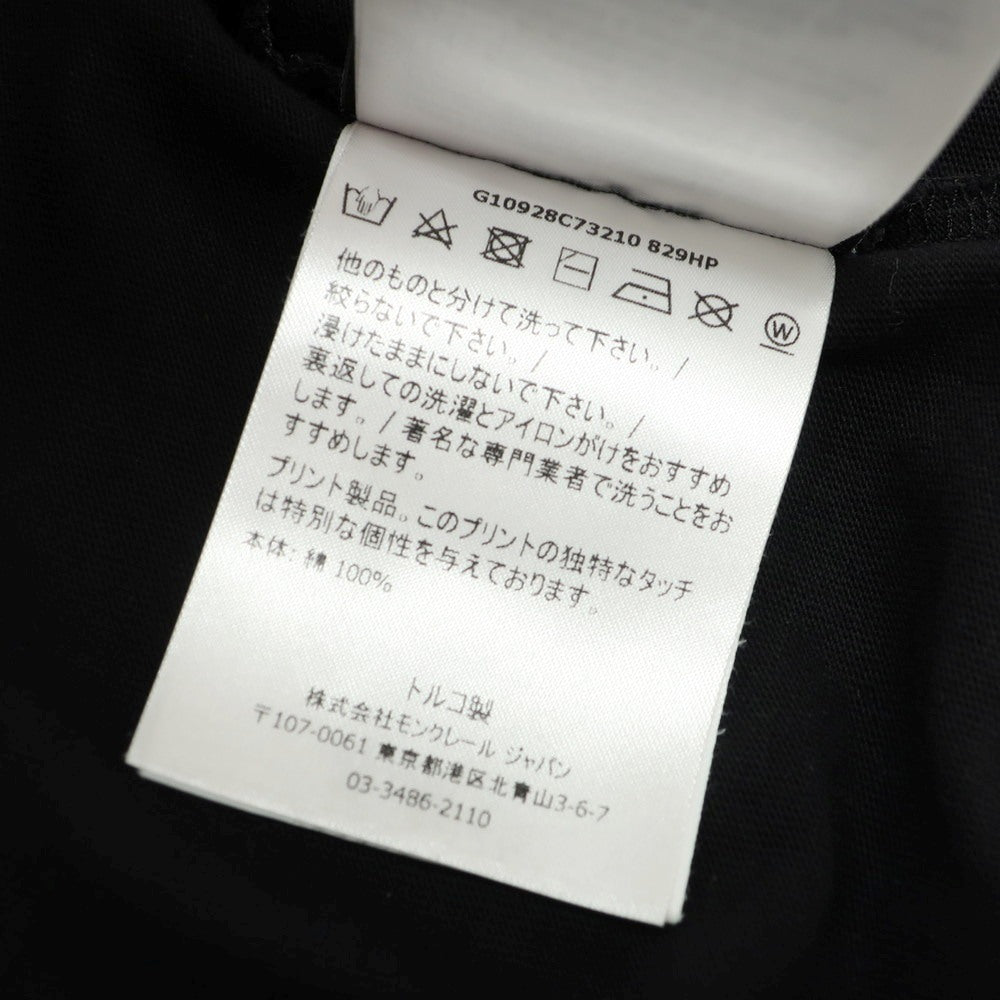 G10928C73210 829HP
W
他のものと分けて洗って下さい。/
絞らないで下さい。/
浸けたままにしないで下さい。/
裏返しての洗濯とアイロンがけをおすすめ
します。/ 著名な専門業者で洗うことをお
すすめします。
プリント製品。このプリントの独特なタッチ
は特別な個性を与えております。
本体: 綿 100%
トルコ製
株式会社モンクレール ジャパン
〒107-0061 東京都港区北青山3-6-7
03-3486-2110